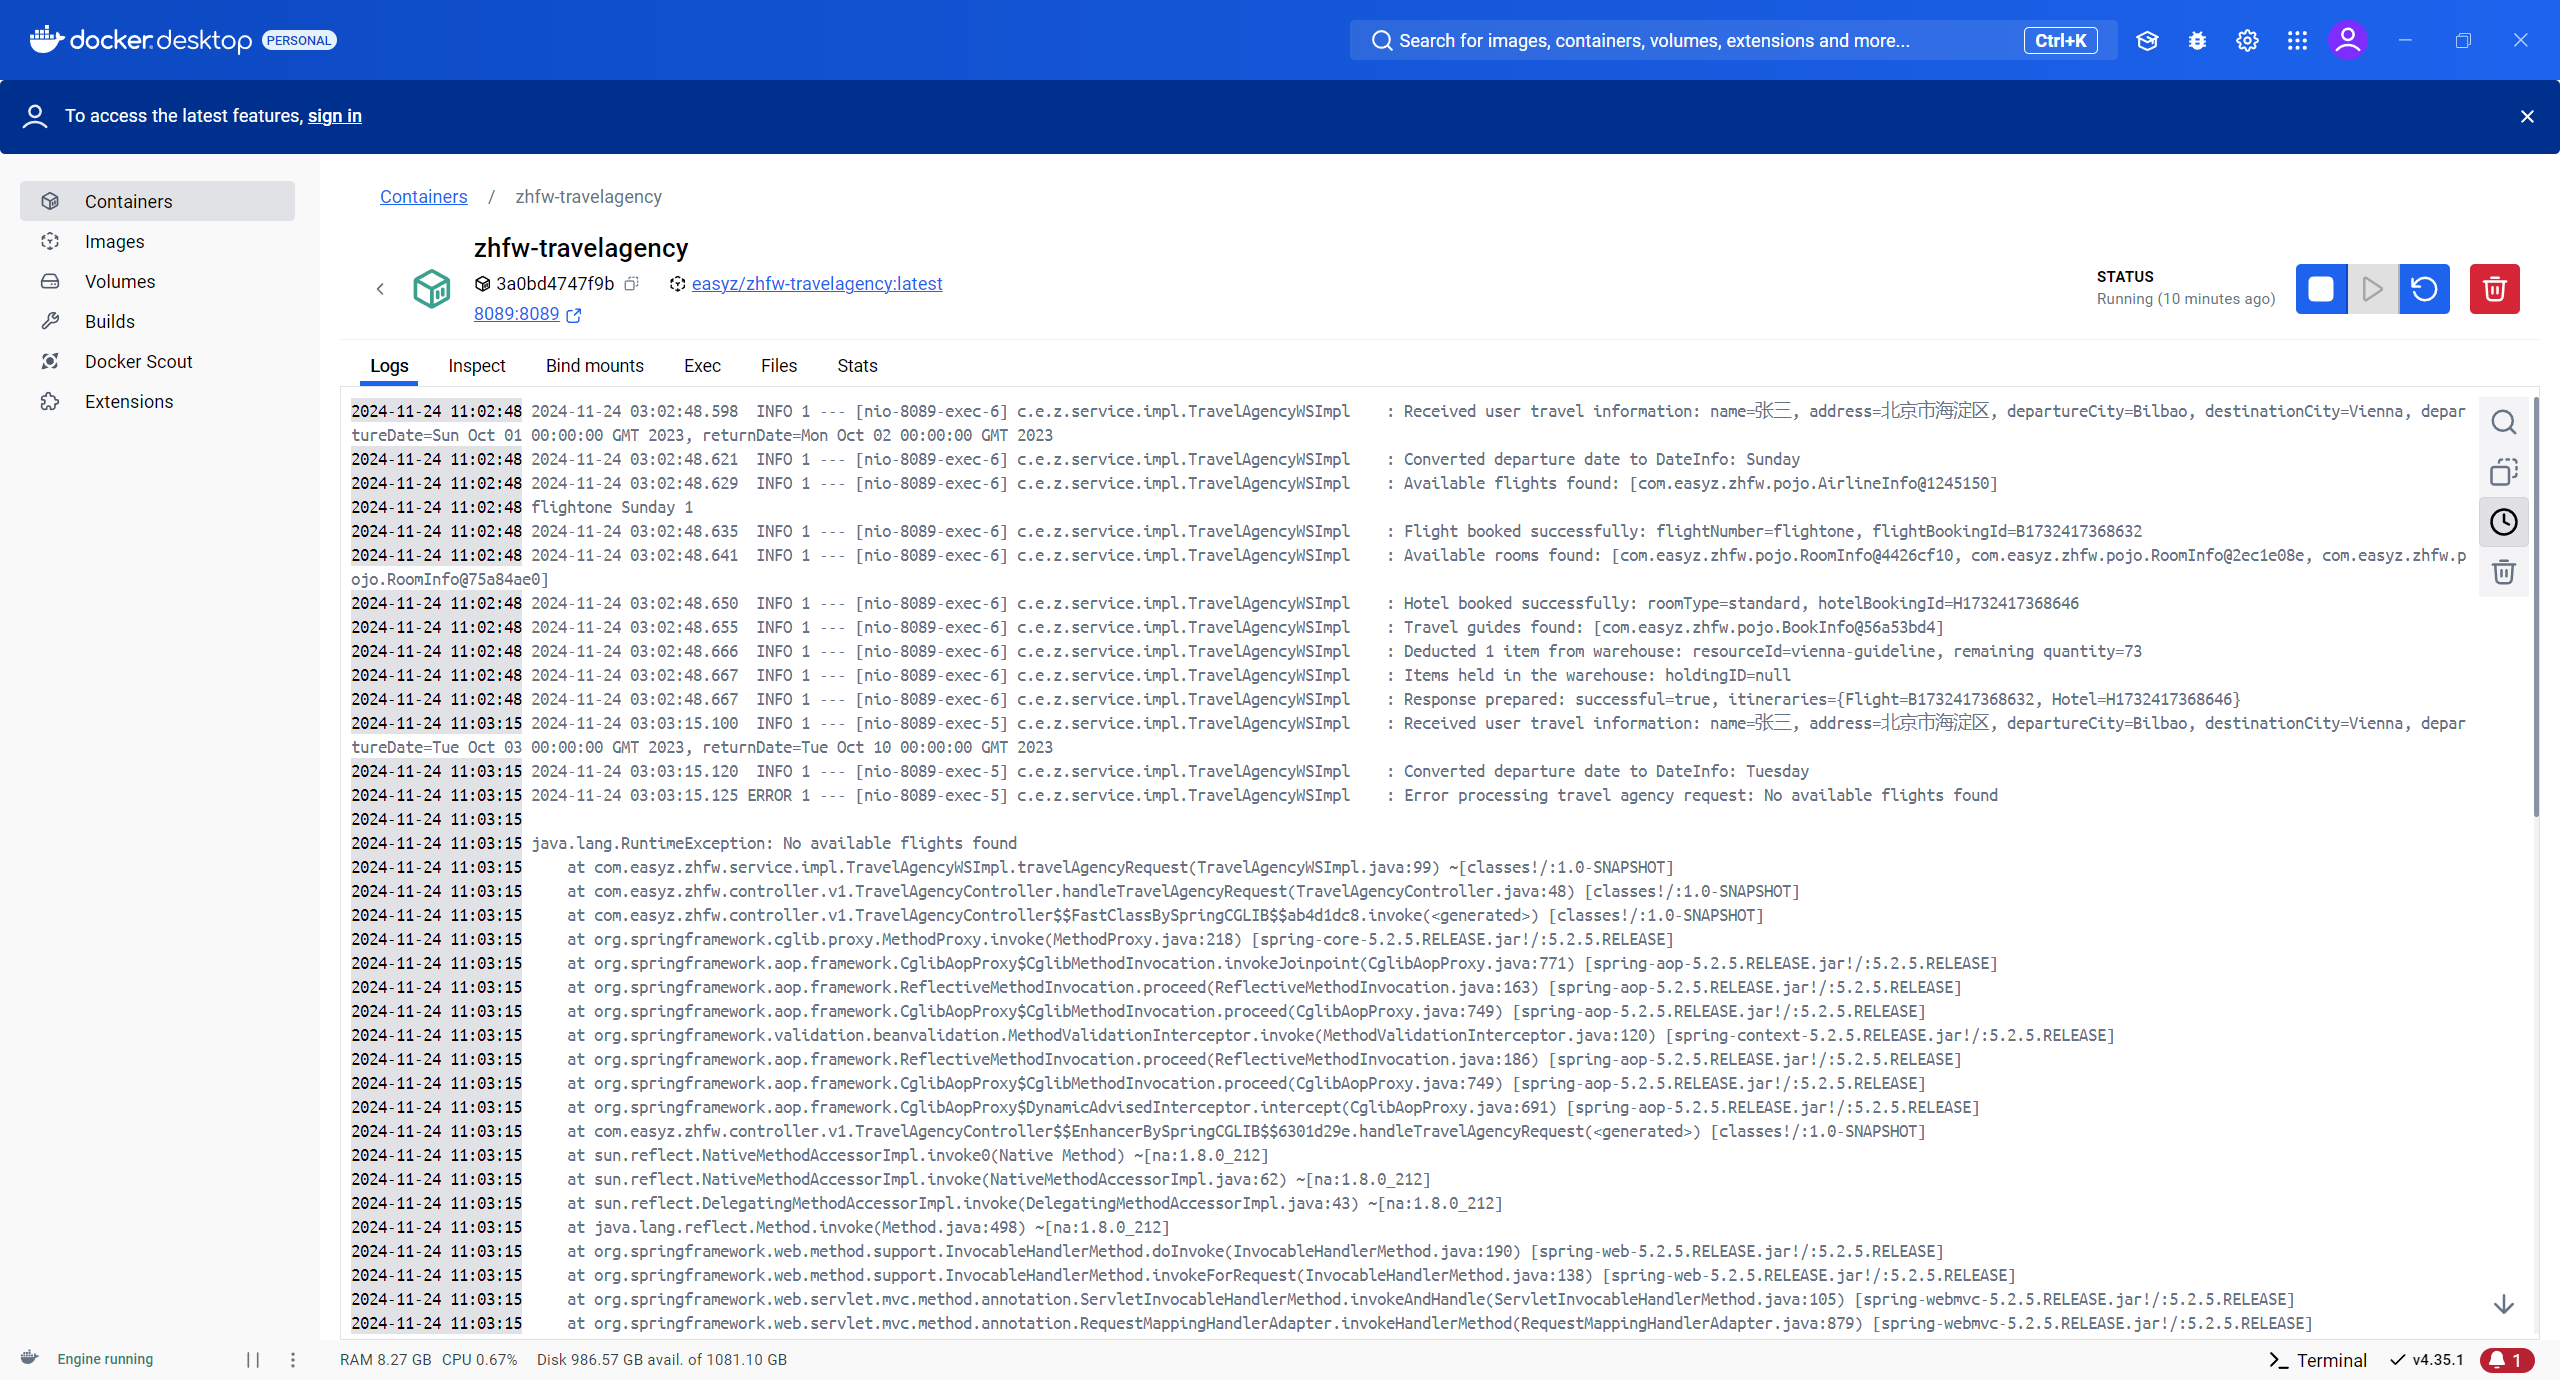 docker.desktop PERSONAL
Search for images, containers, volumes, extensions and more... Ctrl+K
To access the latest features, sign in
Containers
Images
Volumes
Builds
Docker Scout
Extensions
Containers / zhfw-travelagency
zhfw-travelagency
3a0bd4747f9b easyz/zhfw-travelagency:latest
8089:8089
STATUS
Running (10 minutes ago)
Logs Inspect Bind mounts Exec Files Stats
2024-11-24 11:02:48 2024-11-24 03:02:48.598  INFO 1 --- [nio-8089-exec-6] c.e.z.service.impl.TravelAgencyWSImpl    : Received user travel information: name=张三, address=北京市海淀区, departureCity=Bilbao, destinationCity=Vienna, depar
tureDate=Sun Oct 01 00:00:00 GMT 2023, returnDate=Mon Oct 02 00:00:00 GMT 2023
2024-11-24 11:02:48 2024-11-24 03:02:48.621  INFO 1 --- [nio-8089-exec-6] c.e.z.service.impl.TravelAgencyWSImpl    : Converted departure date to DateInfo: Sunday
2024-11-24 11:02:48 2024-11-24 03:02:48.629  INFO 1 --- [nio-8089-exec-6] c.e.z.service.impl.TravelAgencyWSImpl    : Available flights found: [com.easyz.zhfw.pojo.AirlineInfo@1245150]
2024-11-24 11:02:48 flightone Sunday 1
2024-11-24 11:02:48 2024-11-24 03:02:48.635  INFO 1 --- [nio-8089-exec-6] c.e.z.service.impl.TravelAgencyWSImpl    : Flight booked successfully: flightNumber=flightone, flightBookingId=B1732417368632
2024-11-24 11:02:48 2024-11-24 03:02:48.641  INFO 1 --- [nio-8089-exec-6] c.e.z.service.impl.TravelAgencyWSImpl    : Available rooms found: [com.easyz.zhfw.pojo.RoomInfo@4426cf10, com.easyz.zhfw.pojo.RoomInfo@2ec1e08e, com.easyz.zhfw.p
ojo.RoomInfo@75a84ae0]
2024-11-24 11:02:48 2024-11-24 03:02:48.650  INFO 1 --- [nio-8089-exec-6] c.e.z.service.impl.TravelAgencyWSImpl    : Hotel booked successfully: roomType=standard, hotelBookingId=H1732417368646
2024-11-24 11:02:48 2024-11-24 03:02:48.655  INFO 1 --- [nio-8089-exec-6] c.e.z.service.impl.TravelAgencyWSImpl    : Travel guides found: [com.easyz.zhfw.pojo.BookInfo@56a53bd4]
2024-11-24 11:02:48 2024-11-24 03:02:48.666  INFO 1 --- [nio-8089-exec-6] c.e.z.service.impl.TravelAgencyWSImpl    : Deducted 1 item from warehouse: resourceId=vienna-guideline, remaining quantity=73
2024-11-24 11:02:48 2024-11-24 03:02:48.667  INFO 1 --- [nio-8089-exec-6] c.e.z.service.impl.TravelAgencyWSImpl    : Items held in the warehouse: holdingID=null
2024-11-24 11:02:48 2024-11-24 03:02:48.667  INFO 1 --- [nio-8089-exec-6] c.e.z.service.impl.TravelAgencyWSImpl    : Response prepared: successful=true, itineraries={Flight=B1732417368632, Hotel=H1732417368646}
2024-11-24 11:03:15 2024-11-24 03:03:15.100  INFO 1 --- [nio-8089-exec-5] c.e.z.service.impl.TravelAgencyWSImpl    : Received user travel information: name=张三, address=北京市海淀区, departureCity=Bilbao, destinationCity=Vienna, depar
tureDate=Tue Oct 03 00:00:00 GMT 2023, returnDate=Tue Oct 10 00:00:00 GMT 2023
2024-11-24 11:03:15 2024-11-24 03:03:15.120  INFO 1 --- [nio-8089-exec-5] c.e.z.service.impl.TravelAgencyWSImpl    : Converted departure date to DateInfo: Tuesday
2024-11-24 11:03:15 2024-11-24 03:03:15.125 ERROR 1 --- [nio-8089-exec-5] c.e.z.service.impl.TravelAgencyWSImpl    : Error processing travel agency request: No available flights found
2024-11-24 11:03:15
2024-11-24 11:03:15 java.lang.RuntimeException: No available flights found
2024-11-24 11:03:15     at com.easyz.zhfw.service.impl.TravelAgencyWSImpl.travelAgencyRequest(TravelAgencyWSImpl.java:99) ~[classes!/:1.0-SNAPSHOT]
2024-11-24 11:03:15     at com.easyz.zhfw.controller.v1.TravelAgencyController.handleTravelAgencyRequest(TravelAgencyController.java:48) [classes!/:1.0-SNAPSHOT]
2024-11-24 11:03:15     at com.easyz.zhfw.controller.v1.TravelAgencyController$$FastClassBySpringCGLIB$$ab4d1dc8.invoke(<generated>) [classes!/:1.0-SNAPSHOT]
2024-11-24 11:03:15     at org.springframework.cglib.proxy.MethodProxy.invoke(MethodProxy.java:218) [spring-core-5.2.5.RELEASE.jar!/:5.2.5.RELEASE]
2024-11-24 11:03:15     at org.springframework.aop.framework.CglibAopProxy$CglibMethodInvocation.invokeJoinpoint(CglibAopProxy.java:771) [spring-aop-5.2.5.RELEASE.jar!/:5.2.5.RELEASE]
2024-11-24 11:03:15     at org.springframework.aop.framework.ReflectiveMethodInvocation.proceed(ReflectiveMethodInvocation.java:163) [spring-aop-5.2.5.RELEASE.jar!/:5.2.5.RELEASE]
2024-11-24 11:03:15     at org.springframework.aop.framework.CglibAopProxy$CglibMethodInvocation.proceed(CglibAopProxy.java:749) [spring-aop-5.2.5.RELEASE.jar!/:5.2.5.RELEASE]
2024-11-24 11:03:15     at org.springframework.validation.beanvalidation.MethodValidationInterceptor.invoke(MethodValidationInterceptor.java:120) [spring-context-5.2.5.RELEASE.jar!/:5.2.5.RELEASE]
2024-11-24 11:03:15     at org.springframework.aop.framework.ReflectiveMethodInvocation.proceed(ReflectiveMethodInvocation.java:186) [spring-aop-5.2.5.RELEASE.jar!/:5.2.5.RELEASE]
2024-11-24 11:03:15     at org.springframework.aop.framework.CglibAopProxy$CglibMethodInvocation.proceed(CglibAopProxy.java:749) [spring-aop-5.2.5.RELEASE.jar!/:5.2.5.RELEASE]
2024-11-24 11:03:15     at org.springframework.aop.framework.CglibAopProxy$DynamicAdvisedInterceptor.intercept(CglibAopProxy.java:691) [spring-aop-5.2.5.RELEASE.jar!/:5.2.5.RELEASE]
2024-11-24 11:03:15     at com.easyz.zhfw.controller.v1.TravelAgencyController$$EnhancerBySpringCGLIB$$6301d29e.handleTravelAgencyRequest(<generated>) [classes!/:1.0-SNAPSHOT]
2024-11-24 11:03:15     at sun.reflect.NativeMethodAccessorImpl.invoke0(Native Method) ~[na:1.8.0_212]
2024-11-24 11:03:15     at sun.reflect.NativeMethodAccessorImpl.invoke(NativeMethodAccessorImpl.java:62) ~[na:1.8.0_212]
2024-11-24 11:03:15     at sun.reflect.DelegatingMethodAccessorImpl.invoke(DelegatingMethodAccessorImpl.java:43) ~[na:1.8.0_212]
2024-11-24 11:03:15     at java.lang.reflect.Method.invoke(Method.java:498) ~[na:1.8.0_212]
2024-11-24 11:03:15     at org.springframework.web.method.support.InvocableHandlerMethod.doInvoke(InvocableHandlerMethod.java:190) [spring-web-5.2.5.RELEASE.jar!/:5.2.5.RELEASE]
2024-11-24 11:03:15     at org.springframework.web.method.support.InvocableHandlerMethod.invokeForRequest(InvocableHandlerMethod.java:138) [spring-web-5.2.5.RELEASE.jar!/:5.2.5.RELEASE]
2024-11-24 11:03:15     at org.springframework.web.servlet.mvc.method.annotation.ServletInvocableHandlerMethod.invokeAndHandle(ServletInvocableHandlerMethod.java:105) [spring-webmvc-5.2.5.RELEASE.jar!/:5.2.5.RELEASE]
2024-11-24 11:03:15     at org.springframework.web.servlet.mvc.method.annotation.RequestMappingHandlerAdapter.invokeHandlerMethod(RequestMappingHandlerAdapter.java:879) [spring-webmvc-5.2.5.RELEASE.jar!/:5.2.5.RELEASE]
Engine running RAM 8.27 GB CPU 0.67% Disk 986.57 GB avail. of 1081.10 GB Terminal v4.35.1 1